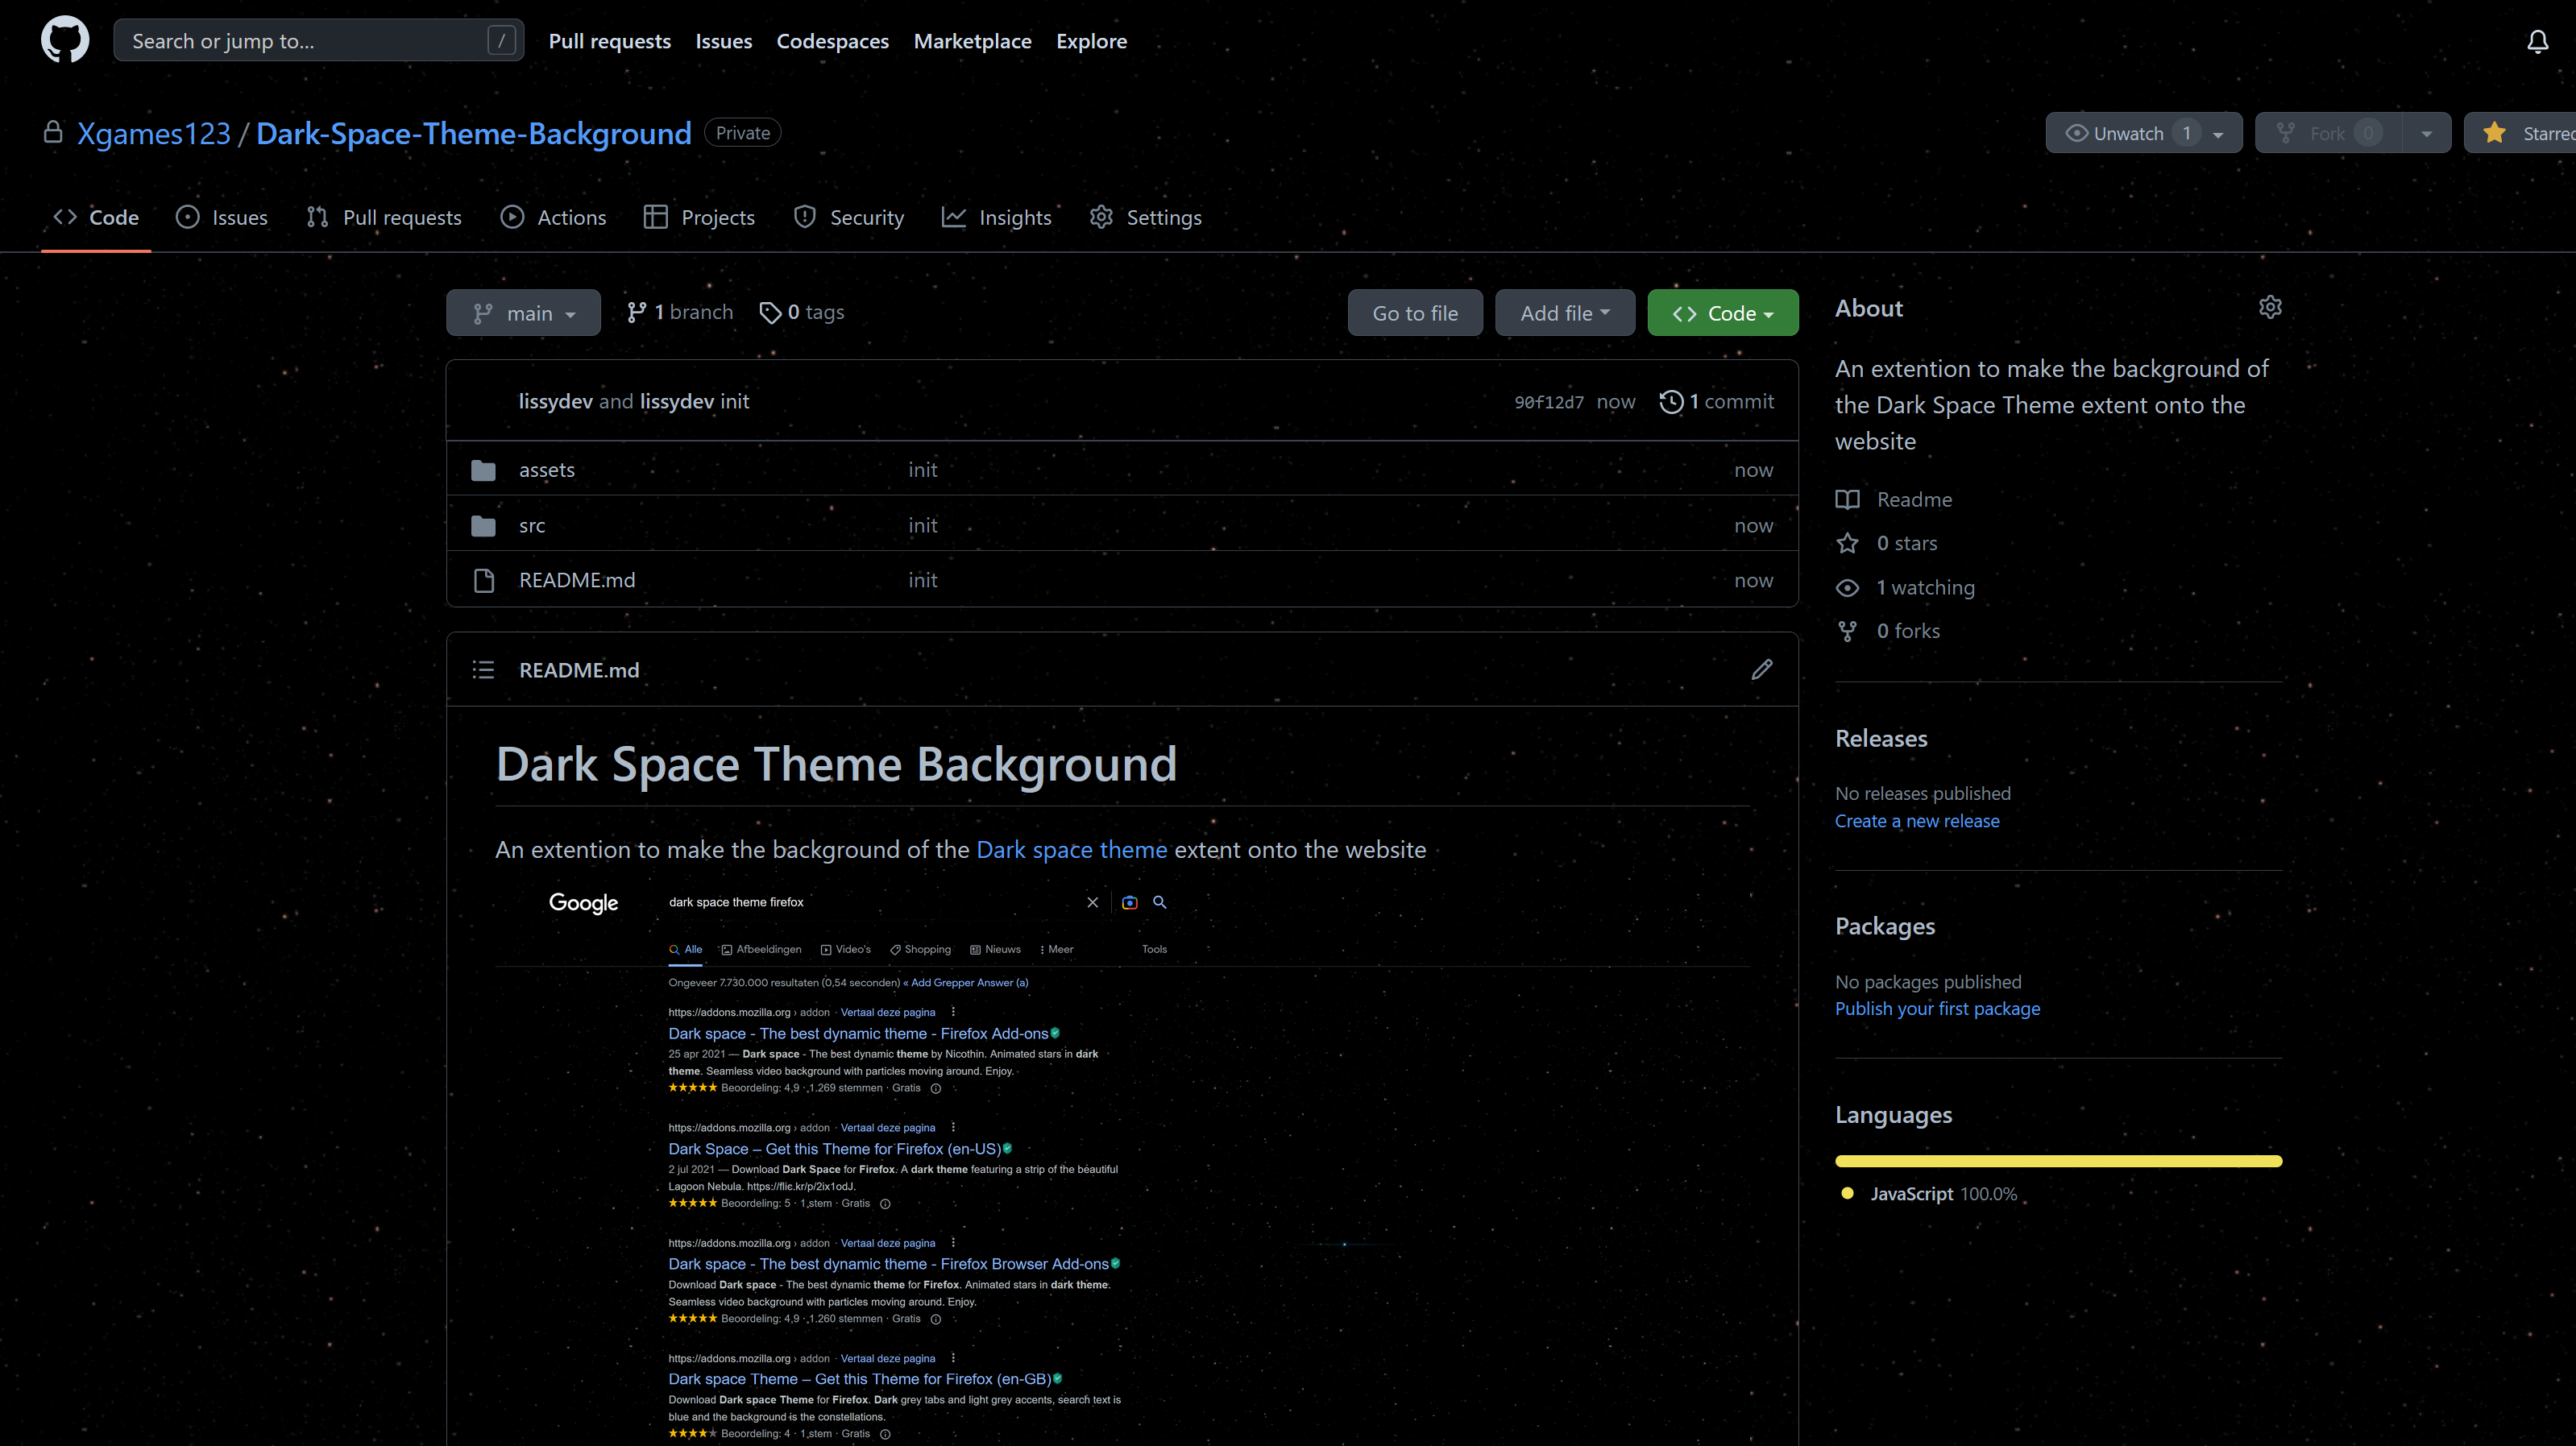 Search or jump to... /
Pull requests Issues Codespaces Marketplace Explore
Xgames123 / Dark-Space-Theme-Background Private
Unwatch 1 Fork 0 Starred
Code Issues Pull requests Actions Projects Security Insights Settings
main 1 branch 0 tags
Go to file Add file Code
lissydev and lissydev init 90f12d7 now 1 commit
assets init now
src init now
README.md init now
README.md
Dark Space Theme Background
An extention to make the background of the Dark space theme extent onto the website
Google dark space theme firefox
Alle Afbeeldingen Video's Shopping Nieuws Meer Tools
Ongeveer 7.730.000 resultaten (0,54 seconden) « Add Grepper Answer (a)
https://addons.mozilla.org › addon · Vertaal deze pagina
Dark space - The best dynamic theme - Firefox Add-ons
25 apr 2021 — Dark space - The best dynamic theme by Nicothin. Animated stars in dark
theme. Seamless video background with particles moving around. Enjoy.
★★★★★ Beoordeling: 4,9 · 1.269 stemmen · Gratis
https://addons.mozilla.org › addon · Vertaal deze pagina
Dark Space – Get this Theme for Firefox (en-US)
2 jul 2021 — Download Dark Space for Firefox. A dark theme featuring a strip of the beautiful
Lagoon Nebula. https://flic.kr/p/2ix1odJ.
★★★★★ Beoordeling: 5 · 1 stem · Gratis
https://addons.mozilla.org › addon · Vertaal deze pagina
Dark space - The best dynamic theme - Firefox Browser Add-ons
Download Dark space - The best dynamic theme for Firefox. Animated stars in dark theme.
Seamless video background with particles moving around. Enjoy.
★★★★★ Beoordeling: 4,9 · 1.260 stemmen · Gratis
https://addons.mozilla.org › addon · Vertaal deze pagina
Dark space Theme – Get this Theme for Firefox (en-GB)
Download Dark space Theme for Firefox. Dark grey tabs and light grey accents, search text is
blue and the background is the constellations.
★★★★★ Beoordeling: 4 · 1 stem · Gratis
About
An extention to make the background of
the Dark Space Theme extent onto the
website
Readme
0 stars
1 watching
0 forks
Releases
No releases published
Create a new release
Packages
No packages published
Publish your first package
Languages
JavaScript 100.0%